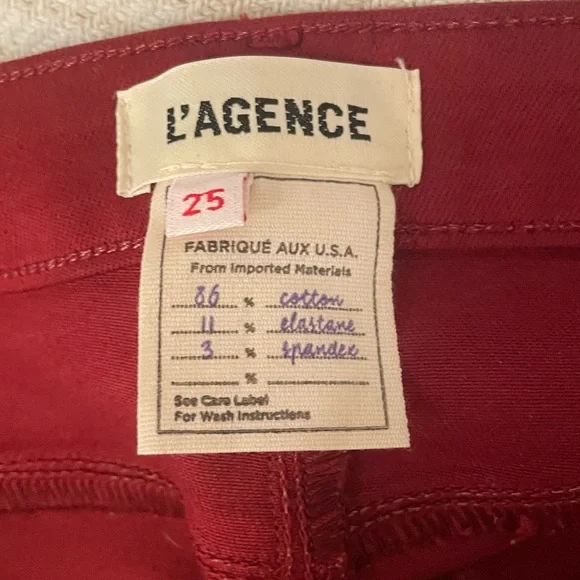 L'AGENCE
25
FABRIQUÉ AUX U.S.A.
From Imported Materials
86 % cotton
11 % elastane
3 % spandex
%
See Care Label
For Wash Instructions